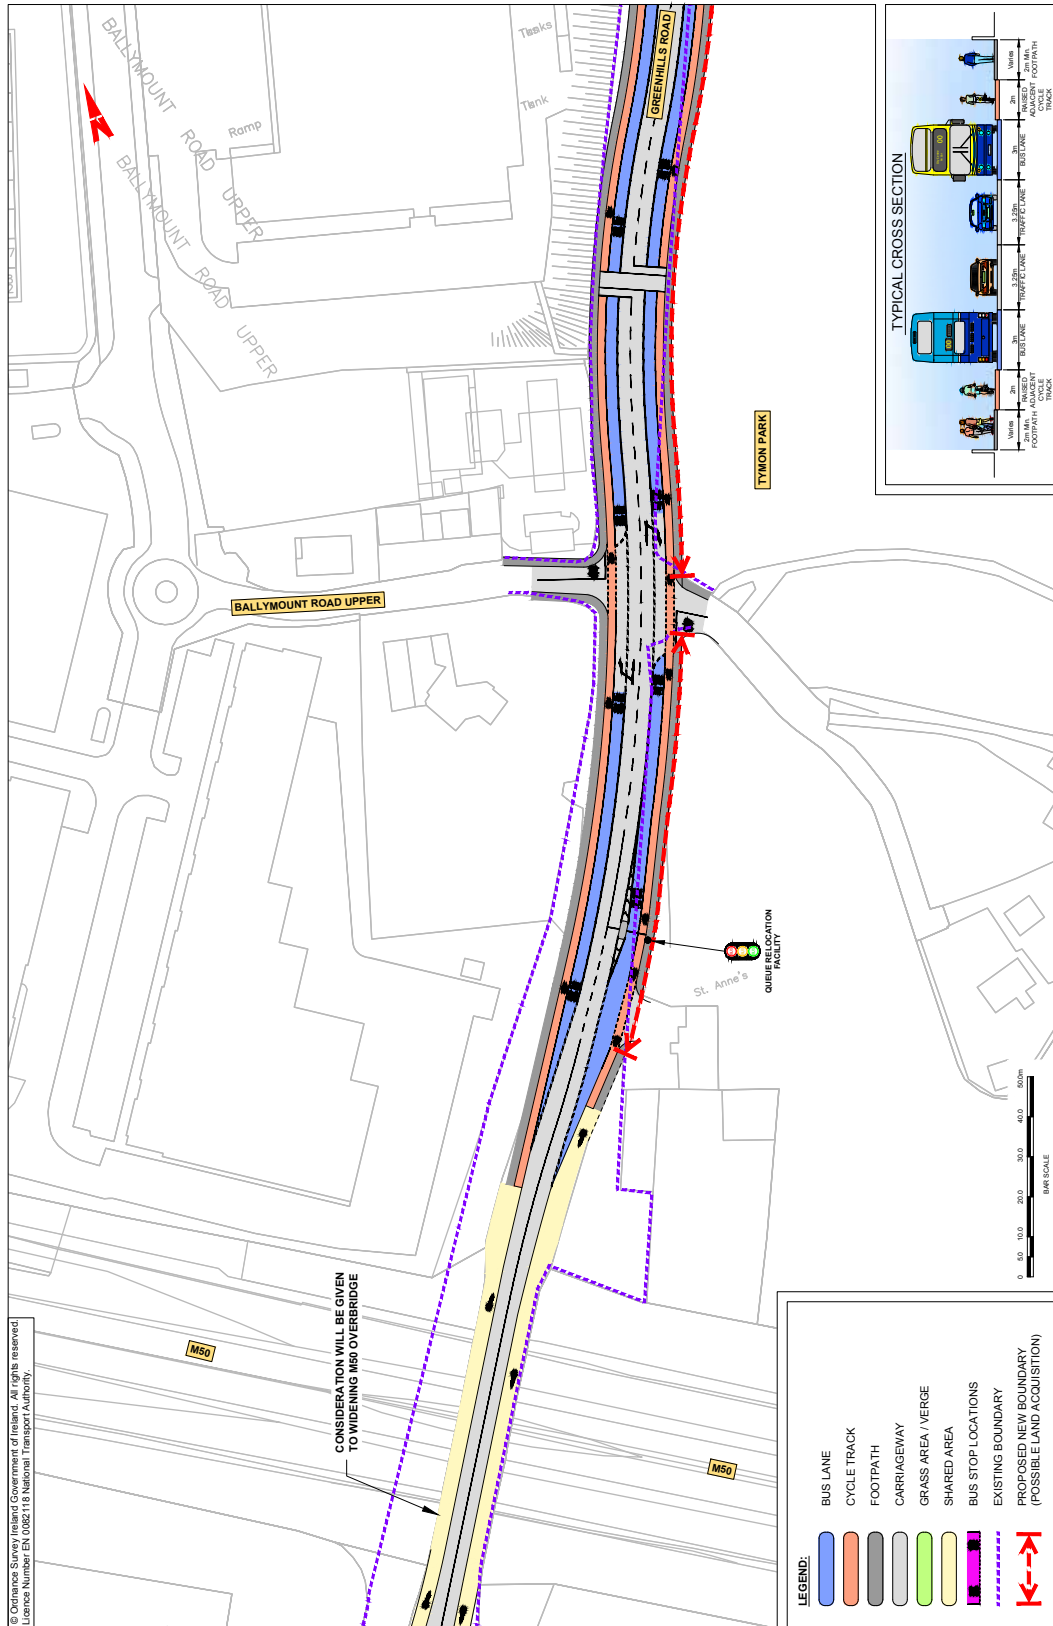 © Ordnance Survey Ireland Government of Ireland. All rights reserved.
Licence Number EN 0082118 National Transport Authority.
M50
M50
CONSIDERATION WILL BE GIVEN
TO WIDENING M50 OVERBRIDGE
BALLYMOUNT ROAD UPPER
BALLYMOUNT ROAD UPPER
BALLYMOUNT ROAD UPPER
Ramp
Tank
Tasks
GREENHILLS ROAD
TYMON PARK
St. Anne's
QUEUE RELOCATION
FACILITY
LEGEND:
BUS LANE
CYCLE TRACK
FOOTPATH
CARRIAGEWAY
GRASS AREA / VERGE
SHARED AREA
BUS STOP LOCATIONS
EXISTING BOUNDARY
PROPOSED NEW BOUNDARY
(POSSIBLE LAND ACQUISITION)
0 5.0 10.0 20.0 30.0 40.0 50.0m
BAR SCALE
TYPICAL CROSS SECTION
00
00
Varies 2m 3m 3.25m 3.25m 3m 2m Varies
2m Min. FOOTPATH
RAISED ADJACENT CYCLE TRACK
BUS LANE
TRAFFIC LANE
TRAFFIC LANE
BUS LANE
RAISED ADJACENT CYCLE TRACK
2m Min. FOOTPATH